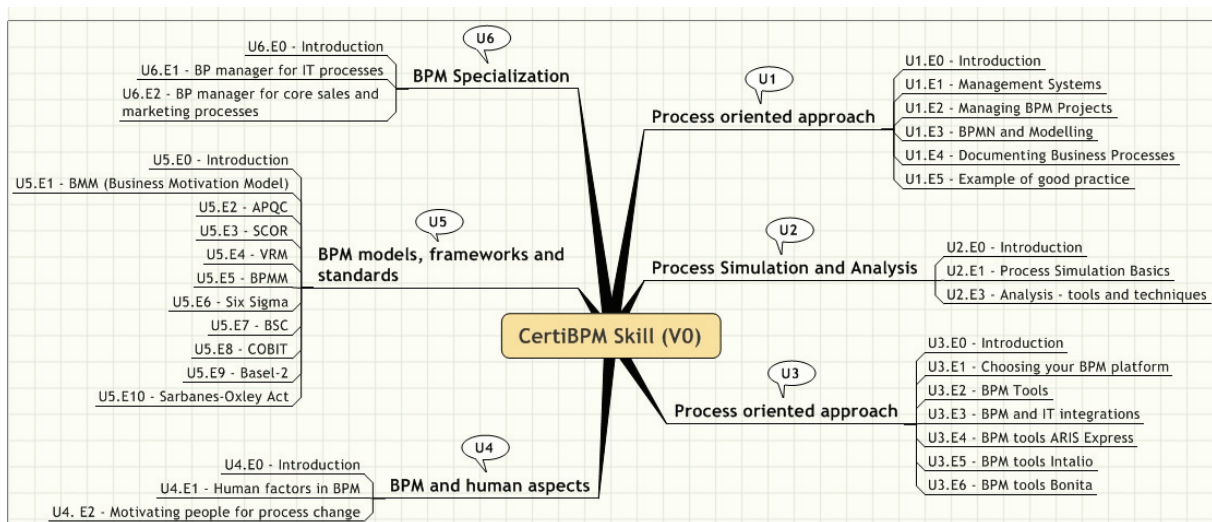 U6
U6.E0 - Introduction
U6.E1 - BP manager for IT processes
U6.E2 - BP manager for core sales and
marketing processes
BPM Specialization
U5
U5.E0 - Introduction
U5.E1 - BMM (Business Motivation Model)
U5.E2 - APQC
U5.E3 - SCOR
U5.E4 - VRM
U5.E5 - BPMM
U5.E6 - Six Sigma
U5.E7 - BSC
U5.E8 - COBIT
U5.E9 - Basel-2
U5.E10 - Sarbanes-Oxley Act
BPM models, frameworks and
standards
U4
U4.E0 - Introduction
U4.E1 - Human factors in BPM
U4. E2 - Motivating people for process change
BPM and human aspects
CertiBPM Skill (V0)
U1
Process oriented approach
U1.E0 - Introduction
U1.E1 - Management Systems
U1.E2 - Managing BPM Projects
U1.E3 - BPMN and Modelling
U1.E4 - Documenting Business Processes
U1.E5 - Example of good practice
U2
Process Simulation and Analysis
U2.E0 - Introduction
U2.E1 - Process Simulation Basics
U2.E3 - Analysis - tools and techniques
U3
Process oriented approach
U3.E0 - Introduction
U3.E1 - Choosing your BPM platform
U3.E2 - BPM Tools
U3.E3 - BPM and IT integrations
U3.E4 - BPM tools ARIS Express
U3.E5 - BPM tools Intalio
U3.E6 - BPM tools Bonita